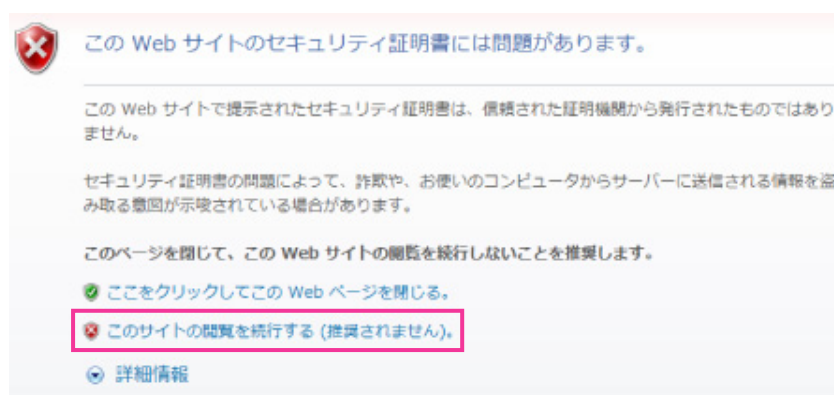 この Web サイトのセキュリティ証明書には問題があります。
この Web サイトで提示されたセキュリティ証明書は、信頼された証明機関から発行されたものではあり
ません。
セキュリティ証明書の問題によって、詐欺や、お使いのコンピュータからサーバーに送信される情報を盗
み取る意図が示唆されている場合があります。
このページを閉じて、この Web サイトの閲覧を続行しないことを推奨します。
ここをクリックしてこの Web ページを閉じる。
このサイトの閲覧を続行する (推奨されません)。
詳細情報